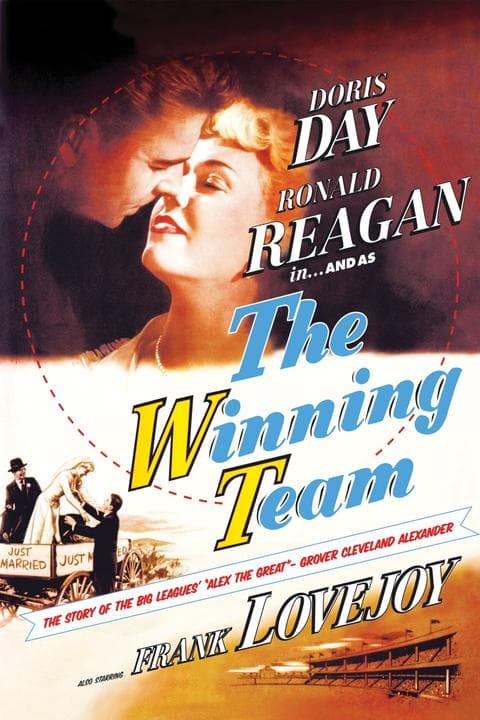 DORIS
DAY
RONALD
REAGAN
in...AND AS
The
Winning
Team
JUST
MARRIED
JUST M
THE STORY OF THE BIG LEAGUES' "ALEX THE GREAT"- GROVER CLEVELAND ALEXANDER
ALSO STARRING FRANK LOVEJOY